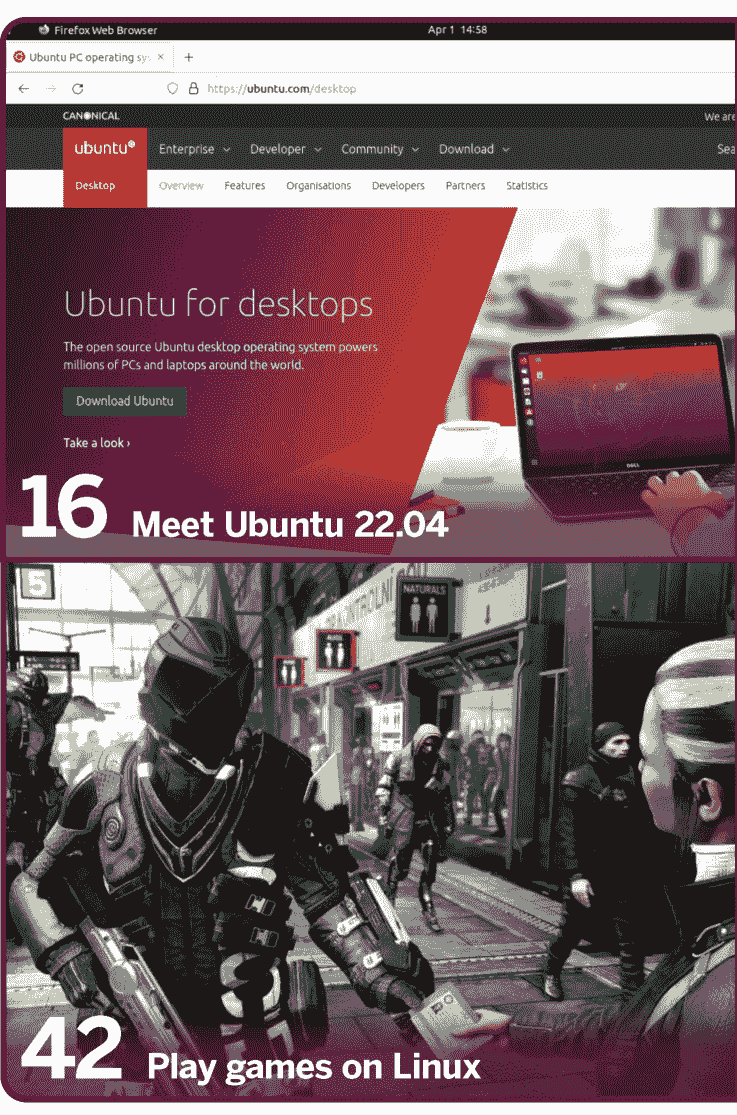 Firefox Web Browser
Apr 1 14:58
Ubuntu PC operating sy
https://ubuntu.com/desktop
CANONICAL
We are
ubuntu
Enterprise Developer Community Download
Sea
Desktop
Overview Features Organisations Developers Partners Statistics
Ubuntu for desktops
The open source Ubuntu desktop operating system powers
millions of PCs and laptops around the world.
Download Ubuntu
Take a look ›
DELL
16 Meet Ubuntu 22.04
5
NATURALS
42 Play games on Linux